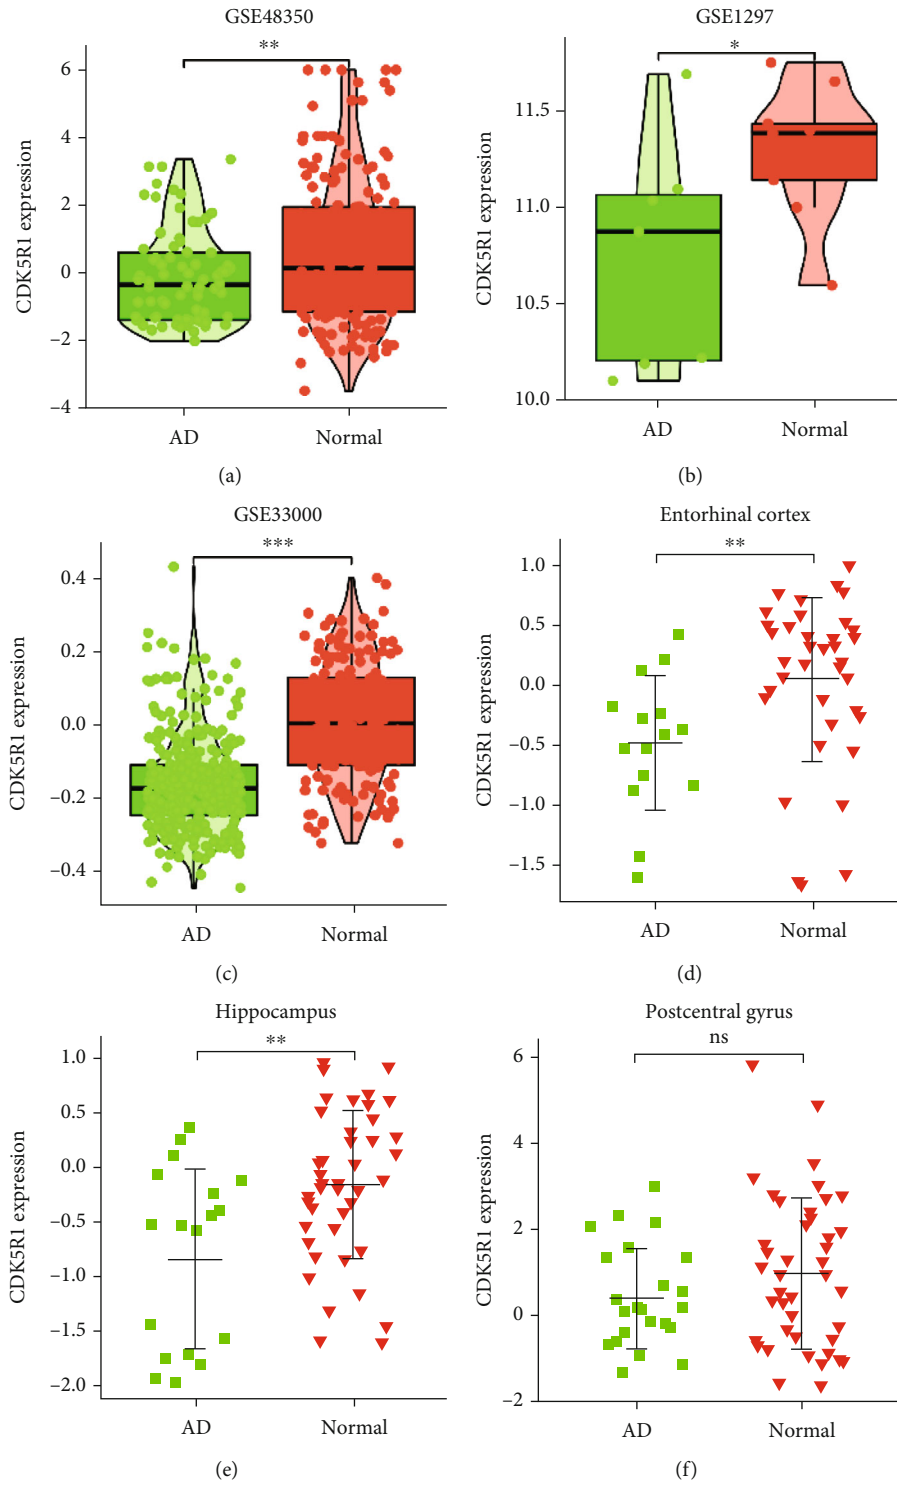 GSE48350
**
CDK5R1 expression
6
4
2
0
−2
−4
AD
Normal
(a)
GSE1297
*
CDK5R1 expression
11.5
11.0
10.5
10.0
AD
Normal
(b)
GSE33000
***
CDK5R1 expression
0.4
0.2
0.0
−0.2
−0.4
AD
Normal
(c)
Entorhinal cortex
**
CDK5R1 expression
1.0
0.5
0.0
−0.5
−1.0
−1.5
AD
Normal
(d)
Hippocampus
**
CDK5R1 expression
1.0
0.5
0.0
−0.5
−1.0
−1.5
−2.0
AD
Normal
(e)
Postcentral gyrus
ns
CDK5R1 expression
6
4
2
0
−2
AD
Normal
(f)